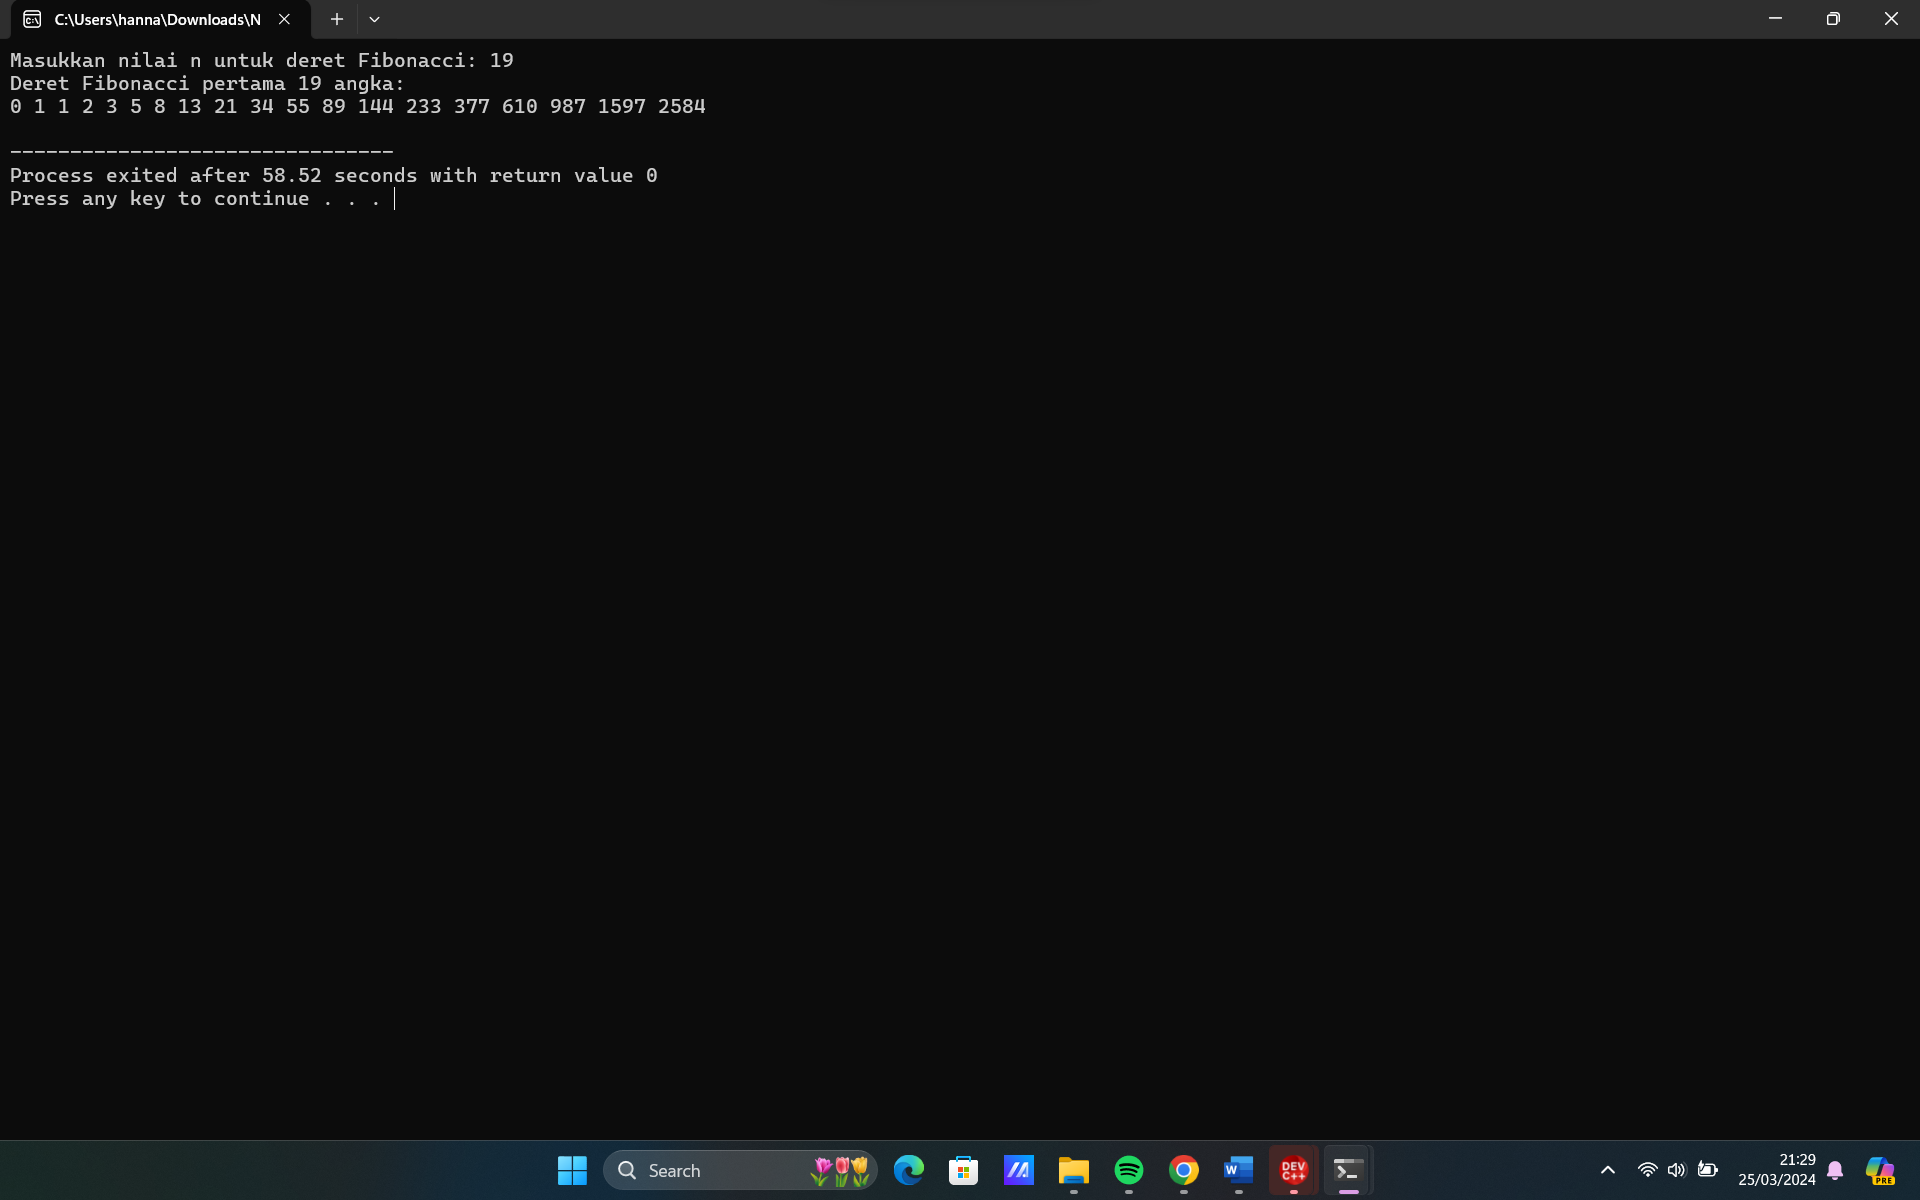 C:\Users\hanna\Downloads\N
Masukkan nilai n untuk deret Fibonacci: 19
Deret Fibonacci pertama 19 angka:
0 1 1 2 3 5 8 13 21 34 55 89 144 233 377 610 987 1597 2584
--------------------------------
Process exited after 58.52 seconds with return value 0
Press any key to continue . . .
Search
W
DEV
C++
21:29
25/03/2024
PRE